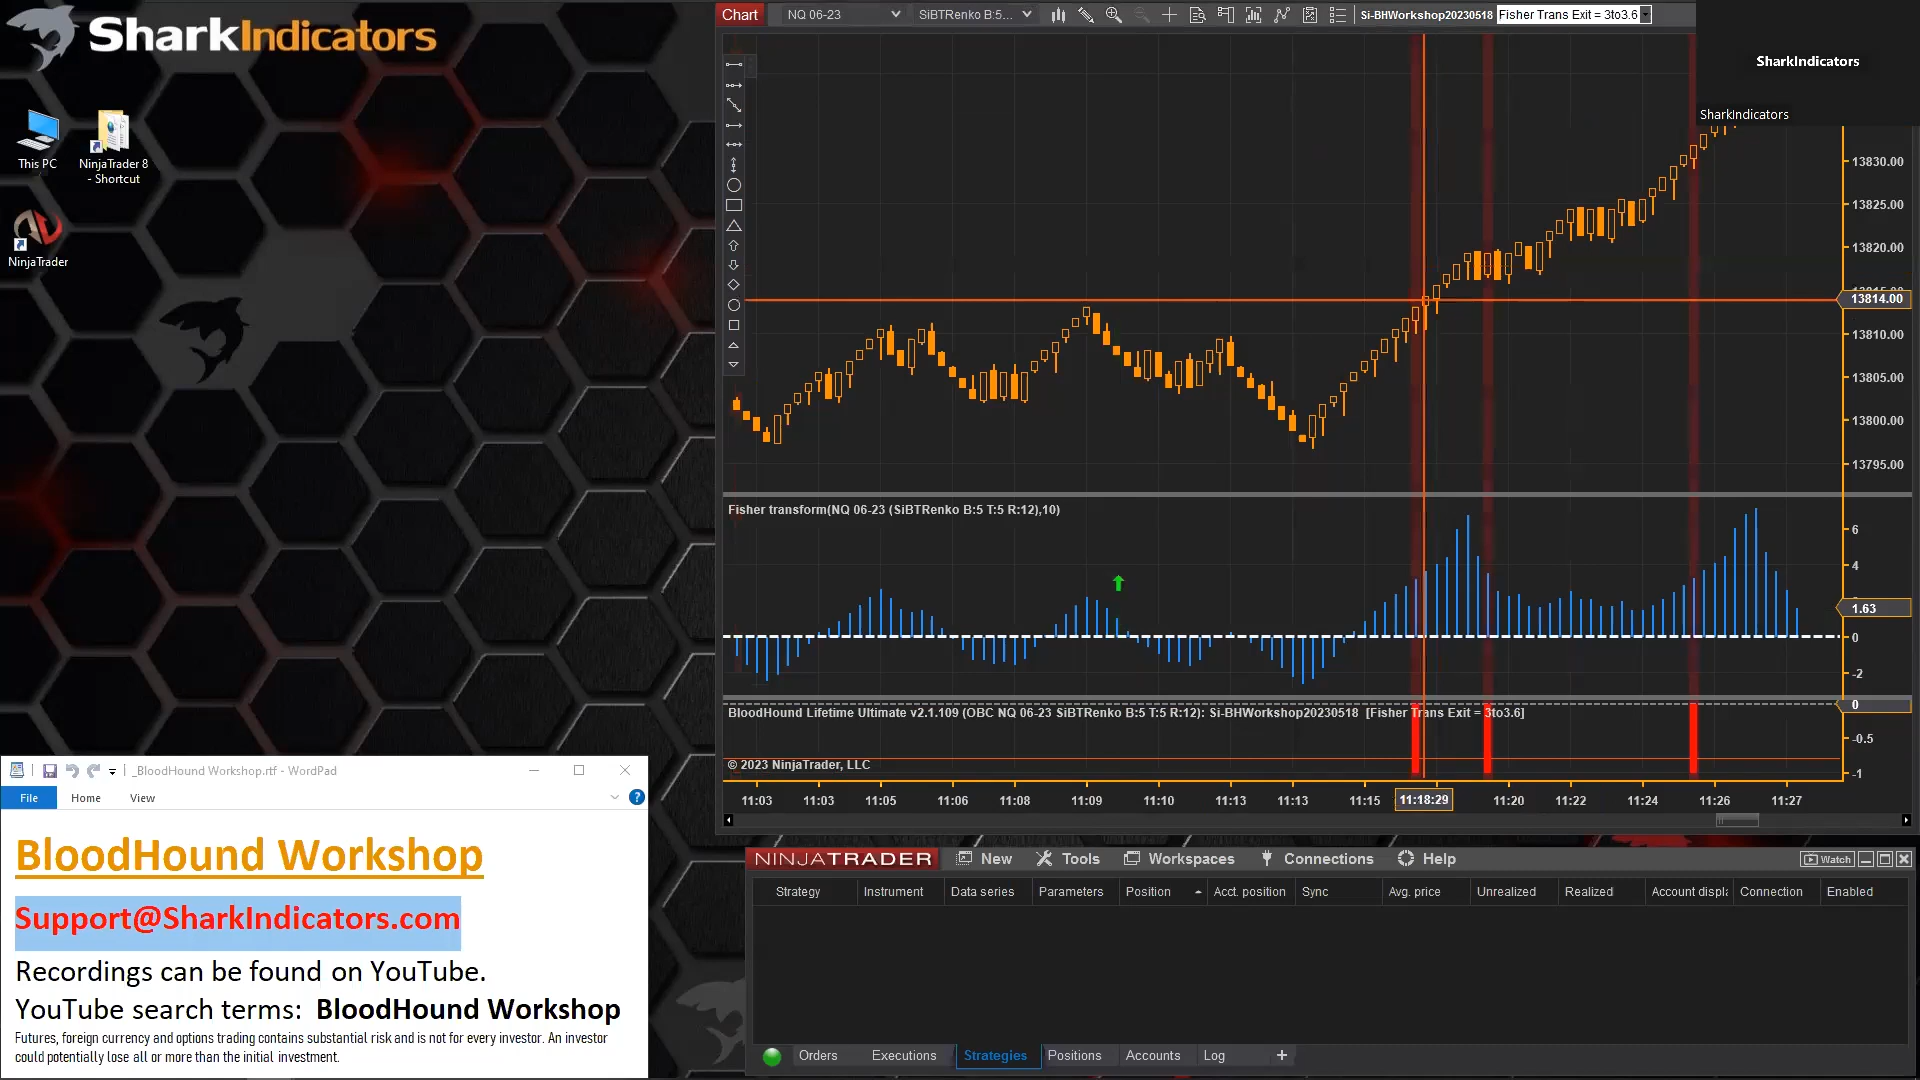 SharkIndicators
This PC
NinjaTrader 8
- Shortcut
NinjaTrader
Chart
NQ 06-23
SiBTRenko B:5...
Si-BHWorkshop20230518
Fisher Trans Exit = 3to3.6
SharkIndicators
SharkIndicators
13830.00
13825.00
13820.00
13814.00
13810.00
13805.00
13800.00
13795.00
Fisher transform(NQ 06-23 (SiBTRenko B:5 T:5 R:12),10)
6
4
1.63
0
-2
BloodHound Lifetime Ultimate v2.1.109 (OBC NQ 06-23 SiBTRenko B:5 T:5 R:12): Si-BHWorkshop20230518 [Fisher Trans Exit = 3to3.6]
0
-0.5
-1
© 2023 NinjaTrader, LLC
11:03 11:03 11:05 11:06 11:08 11:09 11:10 11:13 11:13 11:15 11:18:29 11:20 11:22 11:24 11:26 11:27
_BloodHound Workshop.rtf - WordPad
File Home View
BloodHound Workshop
Support@SharkIndicators.com
Recordings can be found on YouTube.
YouTube search terms: BloodHound Workshop
Futures, foreign currency and options trading contains substantial risk and is not for every investor. An investor
could potentially lose all or more than the initial investment.
NINJATRADER New Tools Workspaces Connections Help Watch
Strategy Instrument Data series Parameters Position Acct. position Sync Avg. price Unrealized Realized Account displ Connection Enabled
Orders Executions Strategies Positions Accounts Log +